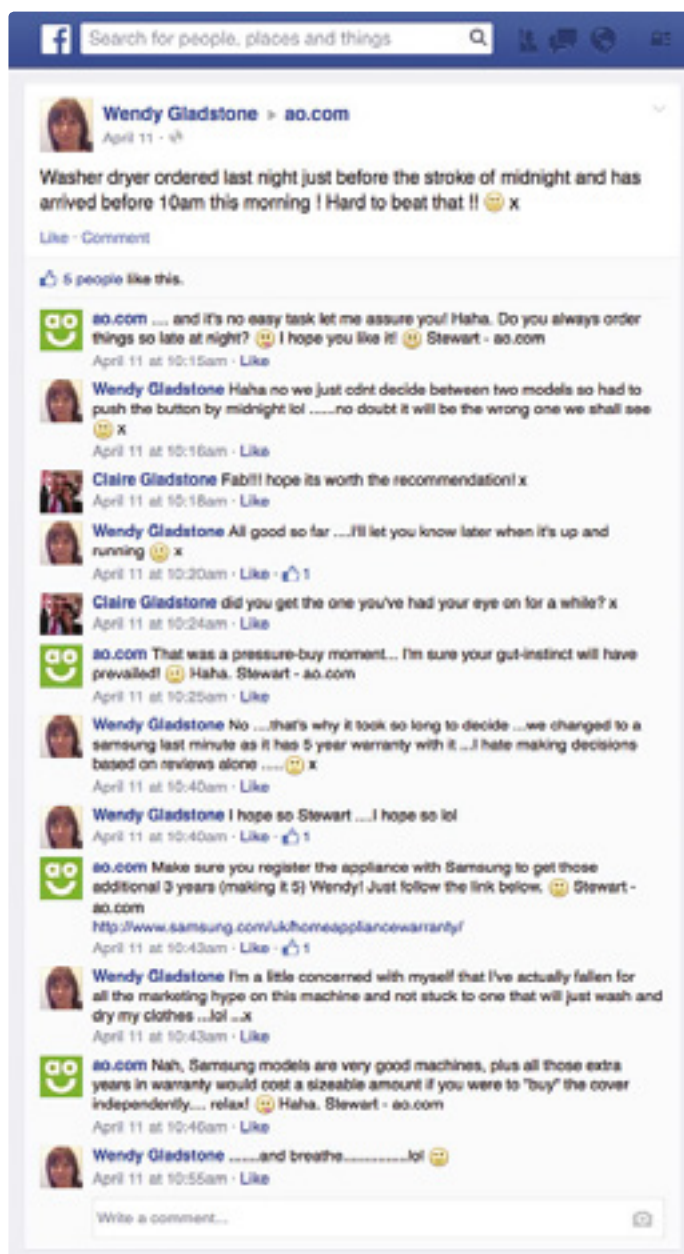 f Search for people, places and things
Wendy Gladstone ▸ ao.com
April 11
Washer dryer ordered last night just before the stroke of midnight and has
arrived before 10am this morning ! Hard to beat that !! 🙂 x
Like · Comment
5 people like this.
ao
ao.com .... and it's no easy task let me assure you! Haha. Do you always order
things so late at night? 😜 I hope you like it! 🙂 Stewart - ao.com
April 11 at 10:15am · Like
Wendy Gladstone Haha no we just cdnt decide between two models so had to
push the button by midnight lol ......no doubt it will be the wrong one we shall see
🙂 x
April 11 at 10:16am · Like
Claire Gladstone Fab!!! hope its worth the recommendation! x
April 11 at 10:18am · Like
Wendy Gladstone All good so far ....I'll let you know later when it's up and
running 🙂 x
April 11 at 10:20am · Like · 1
Claire Gladstone did you get the one you've had your eye on for a while? x
April 11 at 10:24am · Like
ao
ao.com That was a pressure-buy moment... I'm sure your gut-instinct will have
prevailed! 🙂 Haha. Stewart - ao.com
April 11 at 10:25am · Like
Wendy Gladstone No ....that's why it took so long to decide ...we changed to a
samsung last minute as it has 5 year warranty with it ...I hate making decisions
based on reviews alone .....🙂 x
April 11 at 10:40am · Like
Wendy Gladstone I hope so Stewart ....I hope so lol
April 11 at 10:40am · Like · 1
ao
ao.com Make sure you register the appliance with Samsung to get those
additional 3 years (making it 5) Wendy! Just follow the link below. 🙂 Stewart -
ao.com
http://www.samsung.com/uk/homeappliancewarranty/
April 11 at 10:43am · Like · 1
Wendy Gladstone I'm a little concerned with myself that I've actually fallen for
all the marketing hype on this machine and not stuck to one that will just wash and
dry my clothes ...lol ...x
April 11 at 10:43am · Like
ao
ao.com Nah, Samsung models are very good machines, plus all those extra
years in warranty would cost a sizeable amount if you were to "buy" the cover
independently.... relax! 😜 Haha. Stewart - ao.com
April 11 at 10:46am · Like
Wendy Gladstone ........and breathe................lol 🙂
April 11 at 10:55am · Like
Write a comment...